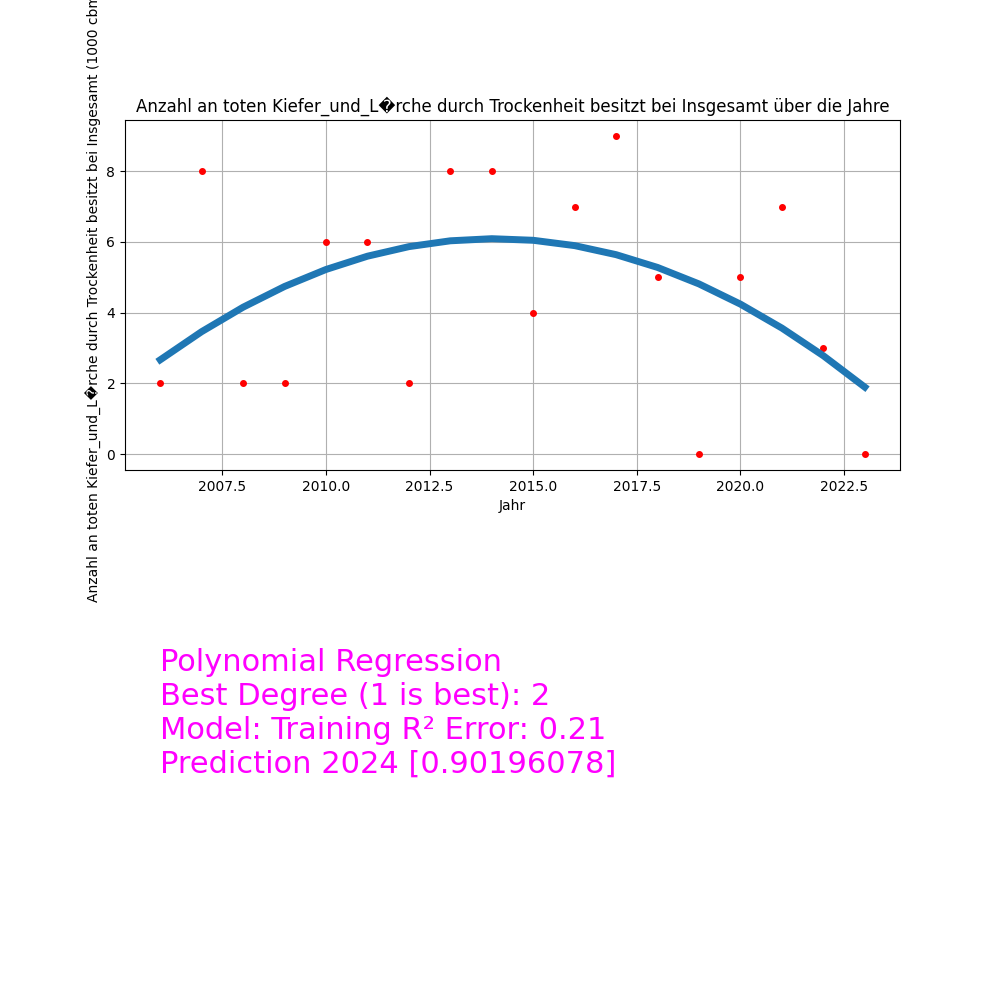 Anzahl an toten Kiefer_und_L�rche durch Trockenheit besitzt bei Insgesamt über die Jahre
Anzahl an toten Kiefer_und_L�rche durch Trockenheit besitzt bei Insgesamt (1000 cbm
8
6
4
2
0
2007.5 2010.0 2012.5 2015.0 2017.5 2020.0 2022.5
Jahr
Polynomial Regression
Best Degree (1 is best): 2
Model: Training R² Error: 0.21
Prediction 2024 [0.90196078]